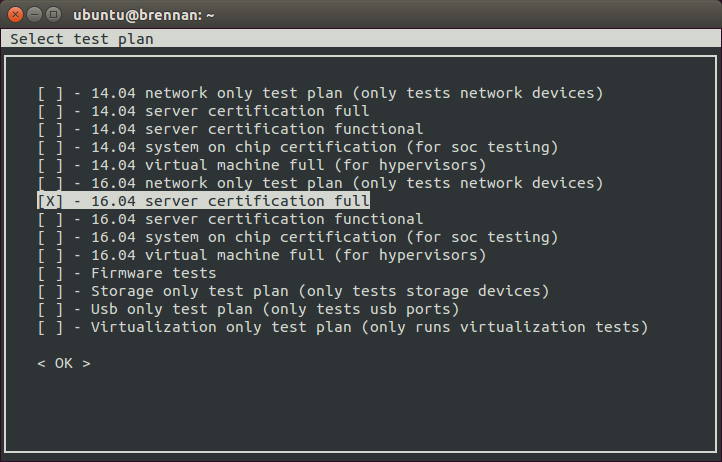 ubuntu@brennan: ~
Select test plan
[ ] - 14.04 network only test plan (only tests network devices)
[ ] - 14.04 server certification full
[ ] - 14.04 server certification functional
[ ] - 14.04 system on chip certification (for soc testing)
[ ] - 14.04 virtual machine full (for hypervisors)
[ ] - 16.04 network only test plan (only tests network devices)
[X] - 16.04 server certification full
[ ] - 16.04 server certification functional
[ ] - 16.04 system on chip certification (for soc testing)
[ ] - 16.04 virtual machine full (for hypervisors)
[ ] - Firmware tests
[ ] - Storage only test plan (only tests storage devices)
[ ] - Usb only test plan (only tests usb ports)
[ ] - Virtualization only test plan (only runs virtualization tests)
< OK >